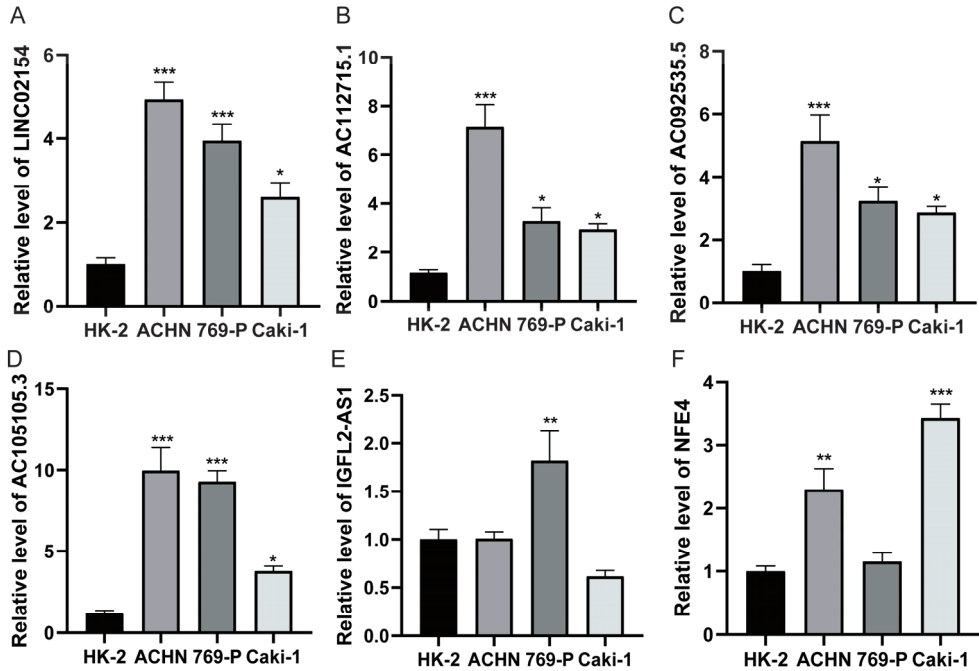 A
Relative level of LINC02154
6
4
2
0
***
***
*
HK-2 ACHN 769-P Caki-1
B
Relative level of AC112715.1
10
8
6
4
2
0
***
*
*
HK-2 ACHN 769-P Caki-1
C
Relative level of AC092535.5
8
6
4
2
0
***
*
*
HK-2 ACHN 769-P Caki-1
D
Relative level of AC105105.3
15
10
5
0
***
***
*
HK-2 ACHN 769-P Caki-1
E
Relative level of IGFL2-AS1
2.5
2.0
1.5
1.0
0.5
0.0
**
HK-2 ACHN 769-P Caki-1
F
Relative level of NFE4
4
3
2
1
0
**
***
HK-2 ACHN 769-P Caki-1